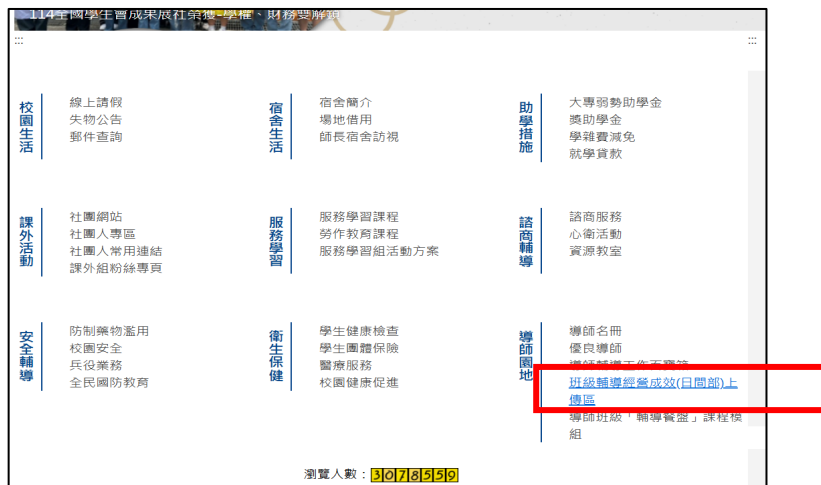 114全國學生會成果展社榮獲-學權、財務雙解頒
:::
:::
校園生活
線上請假
失物公告
郵件查詢
宿舍生活
宿舍簡介
場地借用
師長宿舍訪視
助學措施
大專弱勢助學金
獎助學金
學雜費減免
就學貸款
課外活動
社團網站
社團人專區
社團人常用連結
課外組粉絲專頁
服務學習
服務學習課程
勞作教育課程
服務學習組活動方案
諮商輔導
諮商服務
心衛活動
資源教室
安全輔導
防制藥物濫用
校園安全
兵役業務
全民國防教育
衛生保健
學生健康檢查
學生團體保險
醫療服務
校園健康促進
導師園地
導師名冊
優良導師
導師輔導工作百寶箱
班級輔導經營成效(日間部)上
傳區
導師班級「輔導餐盤」課程模
組
瀏覽人數：3078559